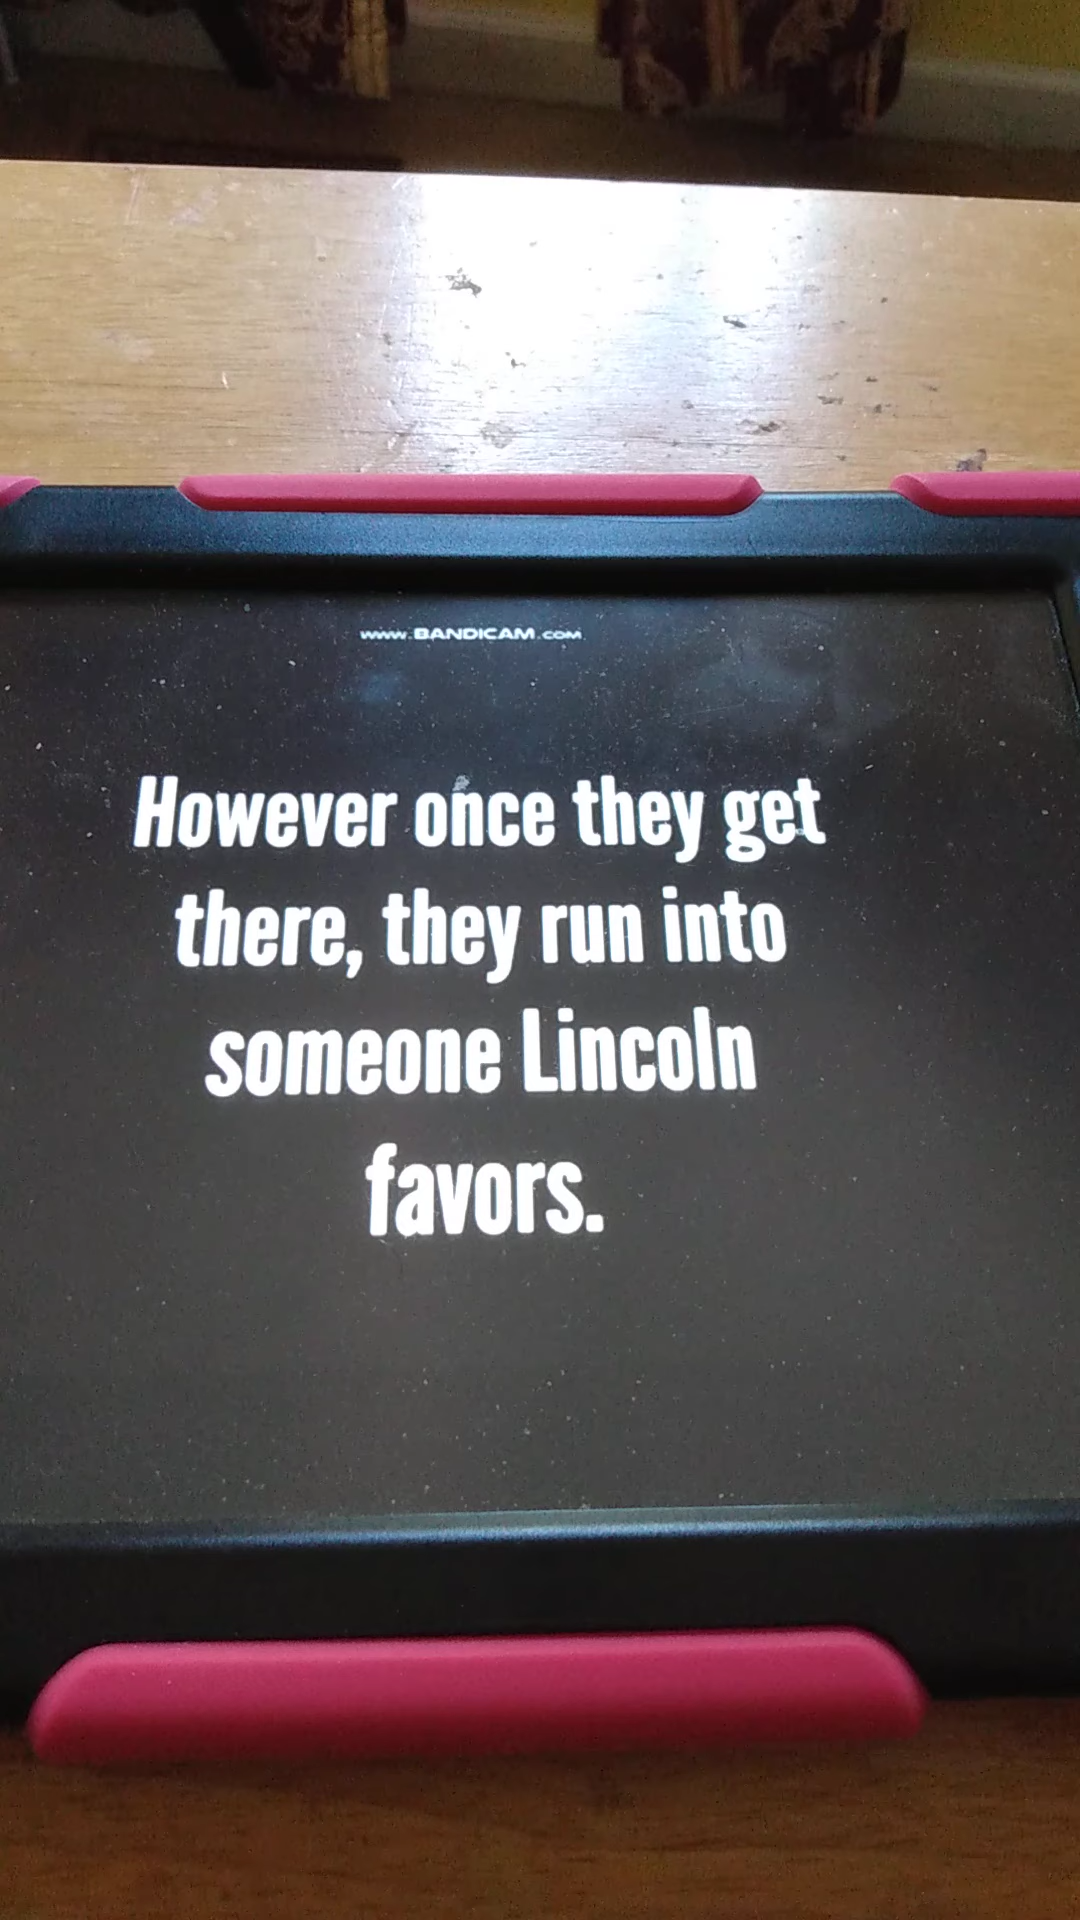 www.BANDICAM.COM
However once they get
there, they run into
someone Lincoln
favors.